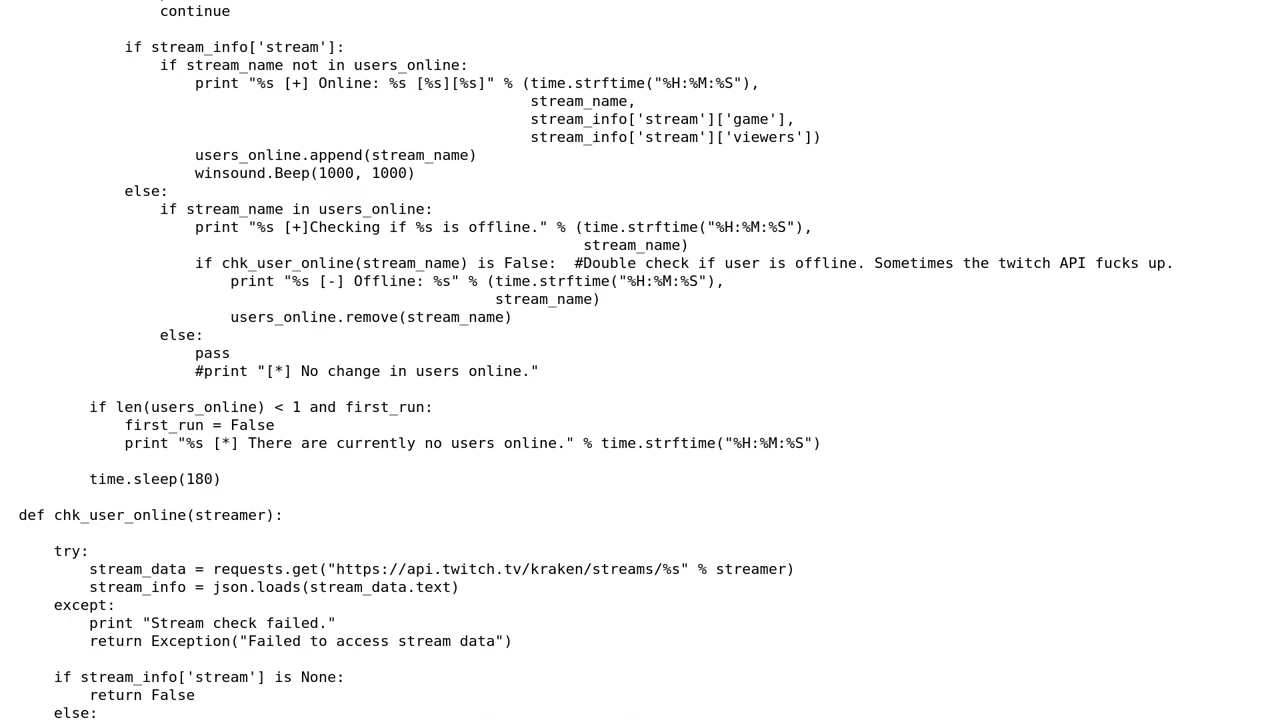 continue
if stream_info['stream']:
if stream_name not in users_online:
print "%s [+] Online: %s [%s][%s]" % (time.strftime("%H:%M:%S"),
stream_name,
stream_info['stream']['game'],
stream_info['stream']['viewers'])
users_online.append(stream_name)
winsound.Beep(1000, 1000)
else:
if stream_name in users_online:
print "%s [+]Checking if %s is offline." % (time.strftime("%H:%M:%S"),
stream_name)
if chk_user_online(stream_name) is False:  #Double check if user is offline. Sometimes the twitch API fucks up.
print "%s [-] Offline: %s" % (time.strftime("%H:%M:%S"),
stream_name)
users_online.remove(stream_name)
else:
pass
#print "[*] No change in users online."
if len(users_online) < 1 and first_run:
first_run = False
print "%s [*] There are currently no users online." % time.strftime("%H:%M:%S")
time.sleep(180)
def chk_user_online(streamer):
try:
stream_data = requests.get("https://api.twitch.tv/kraken/streams/%s" % streamer)
stream_info = json.loads(stream_data.text)
except:
print "Stream check failed."
return Exception("Failed to access stream data")
if stream_info['stream'] is None:
return False
else: